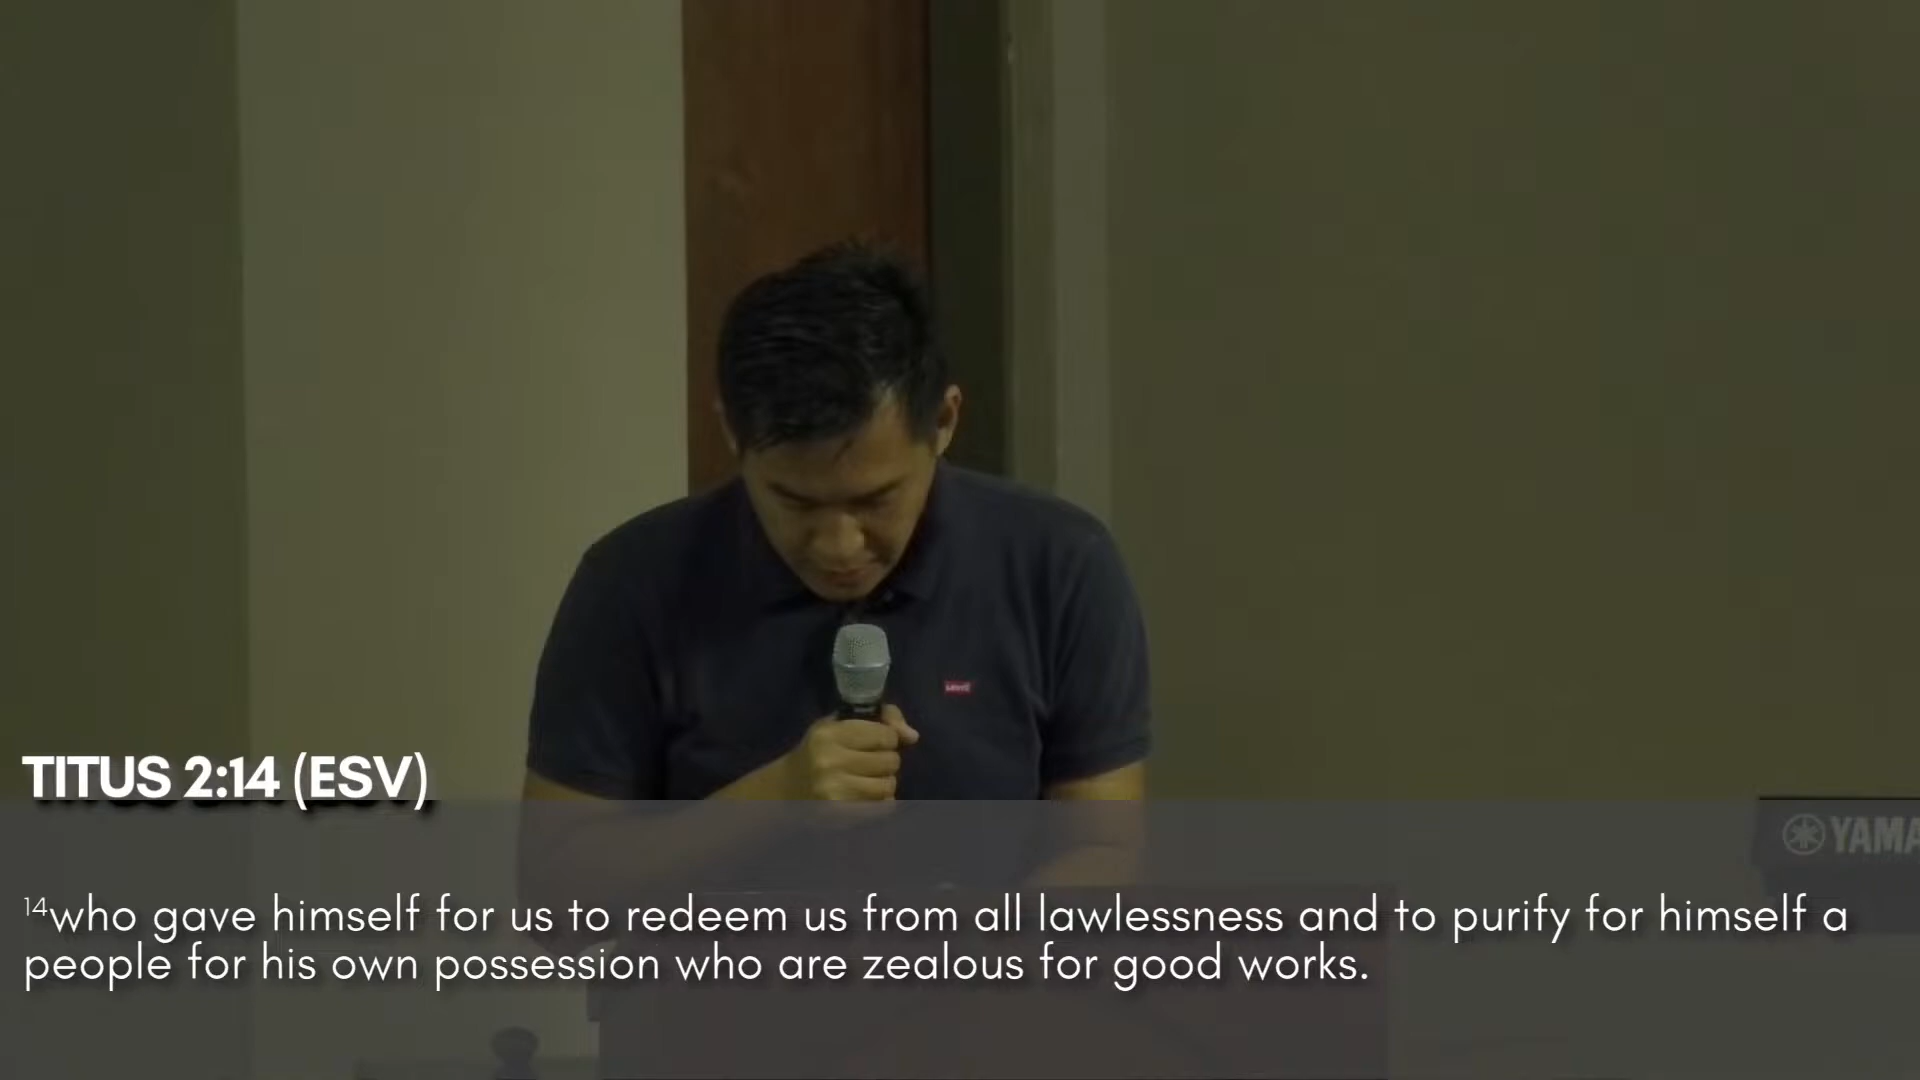 Levi's
TITUS 2:14 (ESV)
YAMA
14who gave himself for us to redeem us from all lawlessness and to purify for himself a
people for his own possession who are zealous for good works.